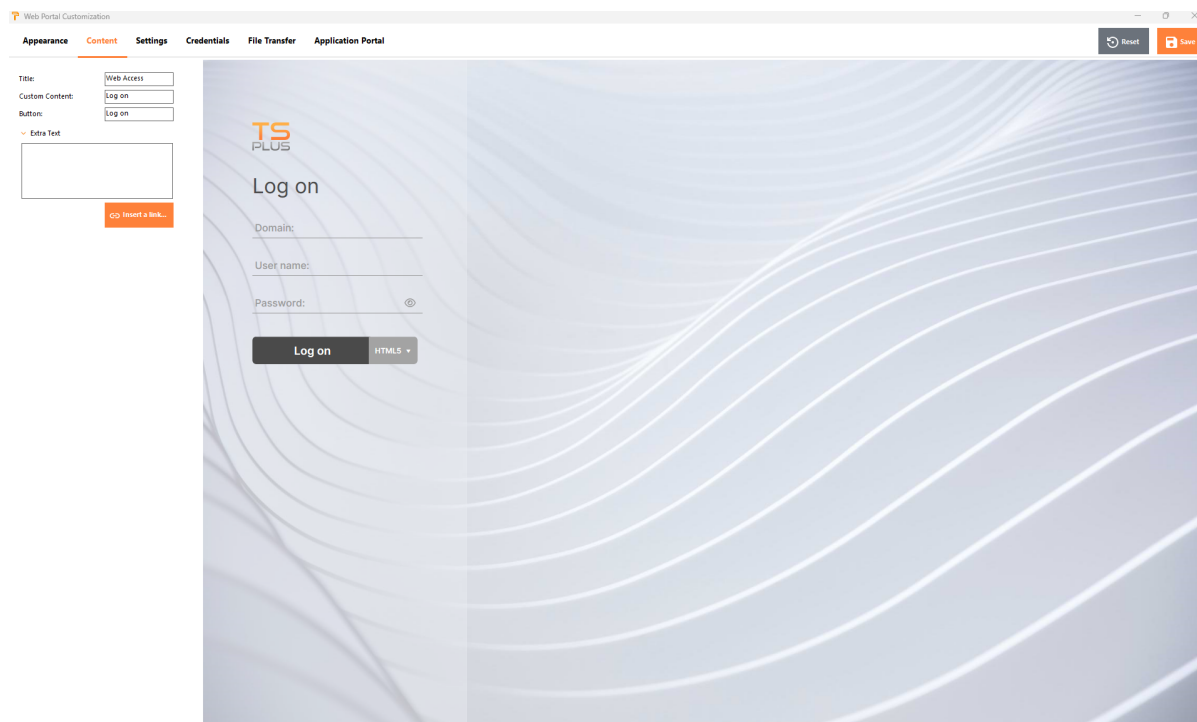 Web Portal Customization
Appearance Content Settings Credentials File Transfer Application Portal Reset Save
Title: Web Access
Custom Content: Log on
Button: Log on
Extra Text
Insert a link...
TS
PLUS
Log on
Domain:
User name:
Password:
Log on HTML5